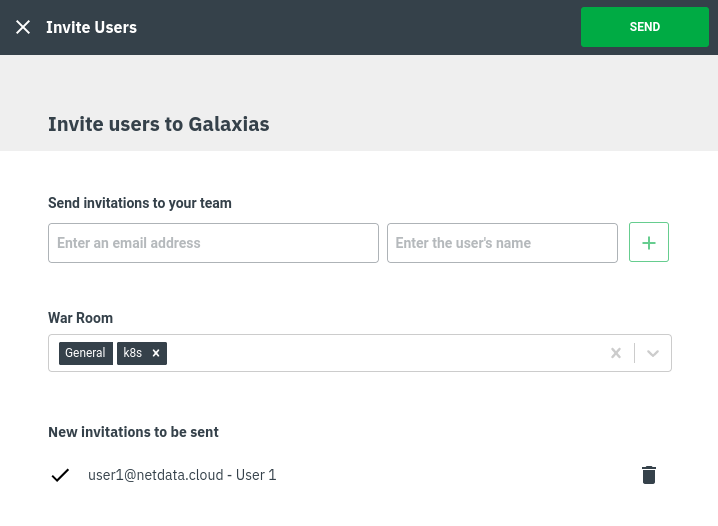 Invite Users
SEND
Invite users to Galaxias
Send invitations to your team
Enter an email address
Enter the user's name
War Room
General
k8s
New invitations to be sent
user1@netdata.cloud - User 1